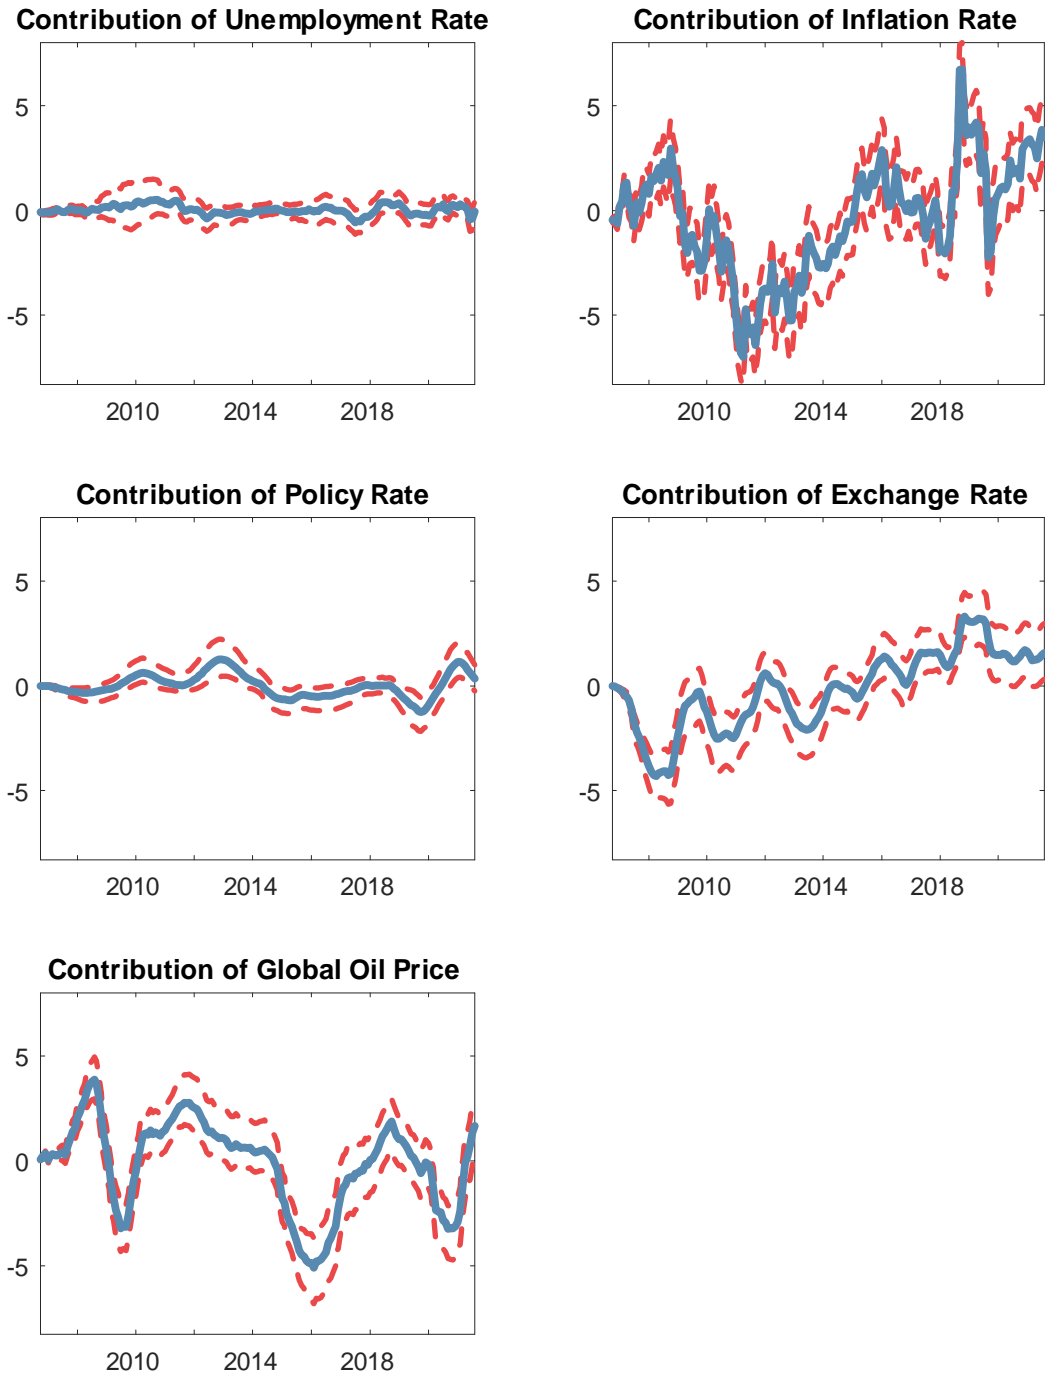 Contribution of Unemployment Rate
5
0
-5
2010 2014 2018
Contribution of Inflation Rate
5
0
-5
2010 2014 2018
Contribution of Policy Rate
5
0
-5
2010 2014 2018
Contribution of Exchange Rate
5
0
-5
2010 2014 2018
Contribution of Global Oil Price
5
0
-5
2010 2014 2018